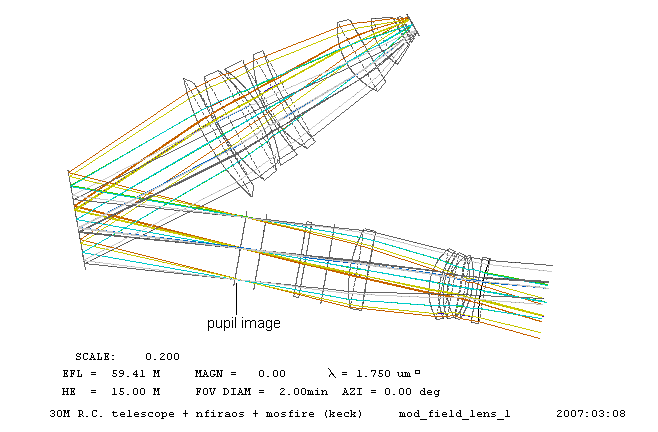 pupil image
SCALE: 0.200
EFL = 59.41 M MAGN = 0.00 λ = 1.750 um
HE = 15.00 M FOV DIAM = 2.00min AZI = 0.00 deg
30M R.C. telescope + nfiraos + mosfire (keck) mod_field_lens_1 2007:03:08